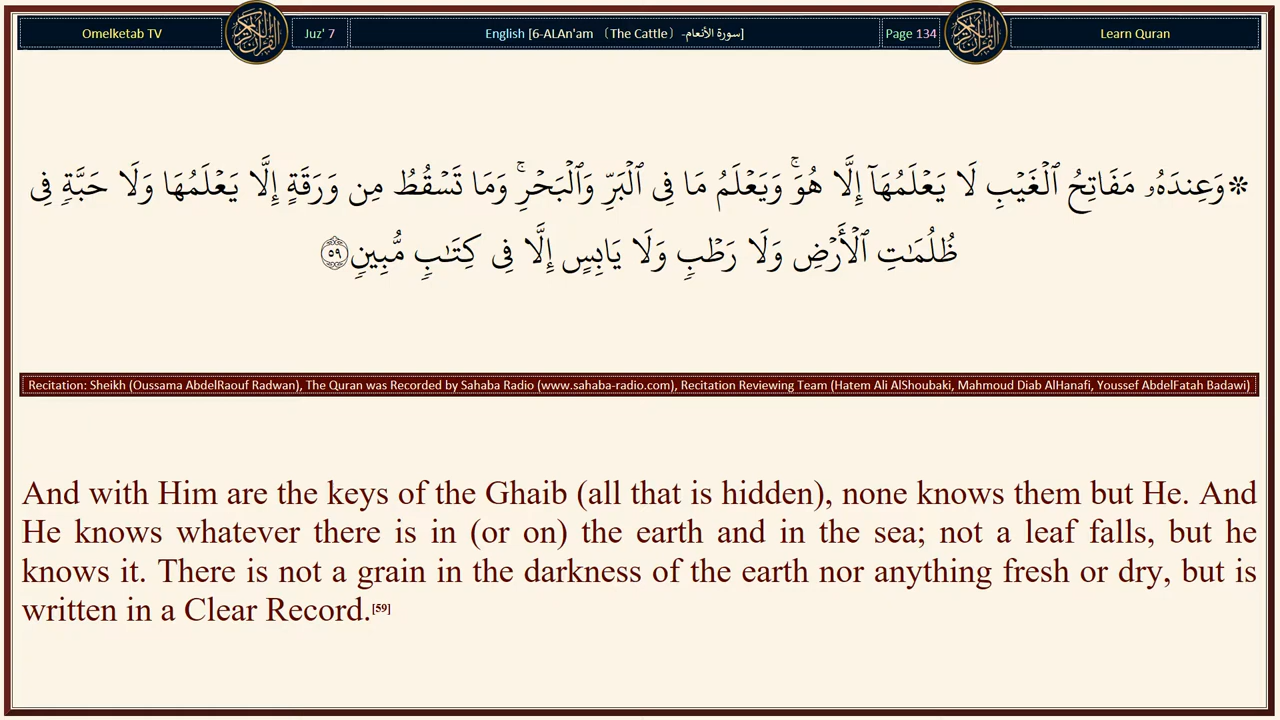 Omelketab TV
Juz' 7
English [6-ALAn'am (The Cattle) -سورة الأنعام]
Page 134
Learn Quran
۞ وَعِندَهُۥ مَفَاتِحُ ٱلْغَيْبِ لَا يَعْلَمُهَآ إِلَّا هُوَ ۚ وَيَعْلَمُ مَا فِى ٱلْبَرِّ وَٱلْبَحْرِ ۚ وَمَا تَسْقُطُ مِن وَرَقَةٍ إِلَّا يَعْلَمُهَا وَلَا حَبَّةٍۢ فِى
ظُلُمَـٰتِ ٱلْأَرْضِ وَلَا رَطْبٍۢ وَلَا يَابِسٍ إِلَّا فِى كِتَـٰبٍۢ مُّبِينٍۢ ٥٩
Recitation: Sheikh (Oussama AbdelRaouf Radwan), The Quran was Recorded by Sahaba Radio (www.sahaba-radio.com), Recitation Reviewing Team (Hatem Ali AlShoubaki, Mahmoud Diab AlHanafi, Youssef AbdelFatah Badawi)
And with Him are the keys of the Ghaib (all that is hidden), none knows them but He. And
He knows whatever there is in (or on) the earth and in the sea; not a leaf falls, but he
knows it. There is not a grain in the darkness of the earth nor anything fresh or dry, but is
written in a Clear Record.[59]